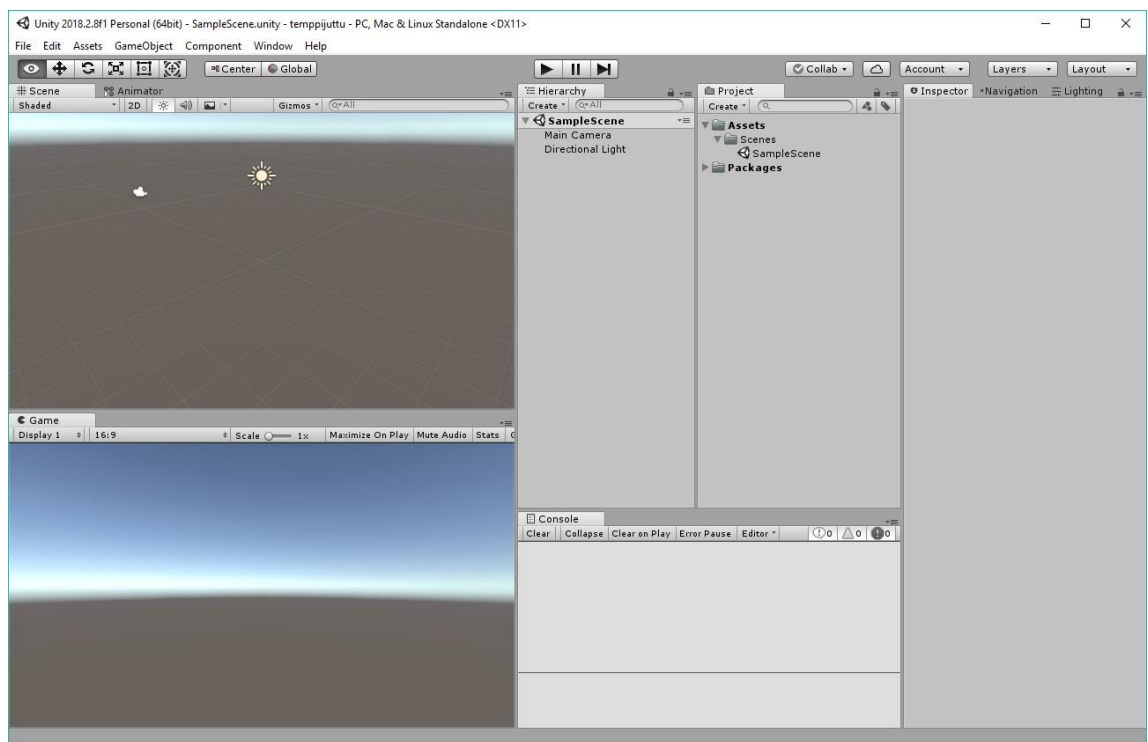 Unity 2018.2.8f1 Personal (64bit) - SampleScene.unity - temppijuttu - PC, Mac & Linux Standalone <DX11>
File Edit Assets GameObject Component Window Help
Center Global
Collab Account Layers Layout
Scene Animator
Shaded 2D Gizmos All
Hierarchy
Create All
SampleScene
Main Camera
Directional Light
Project
Create
Assets
Scenes
SampleScene
Packages
Inspector Navigation Lighting
Game
Display 1 16:9 Scale 1x Maximize On Play Mute Audio Stats G
Console
Clear Collapse Clear on Play Error Pause Editor 0 0 0